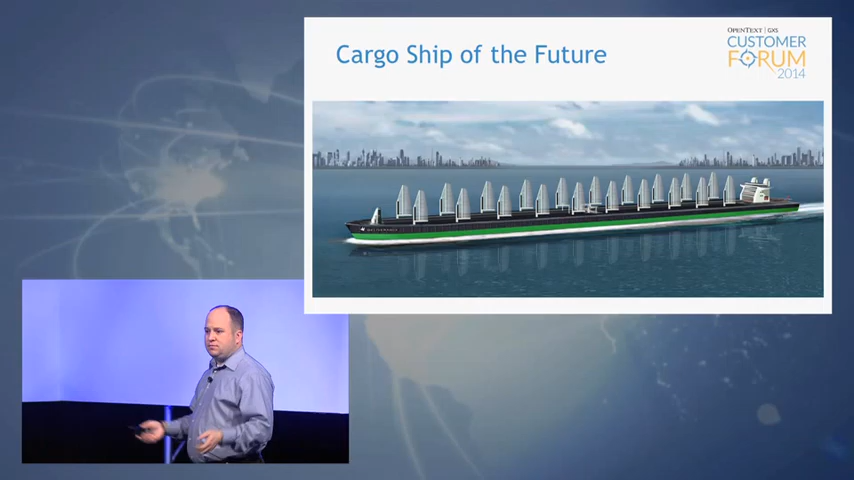 Cargo Ship of the Future
OPENTEXT | GXS
CUSTOMER
FORUM
2014